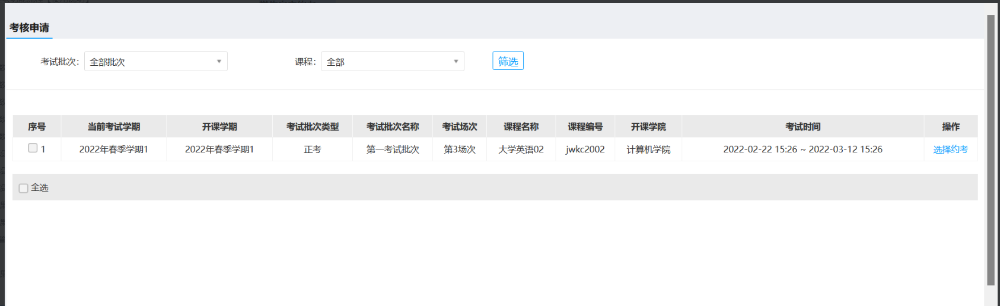 考核申请
考试批次： 全部批次 课程： 全部 筛选
序号 当前考试学期 开课学期 考试批次类型 考试批次名称 考试场次 课程名称 课程编号 开课学院 考试时间 操作
1 2022年春季学期1 2022年春季学期1 正考 第一考试批次 第3场次 大学英语02 jwkc2002 计算机学院 2022-02-22 15:26 ~ 2022-03-12 15:26 选择约考
全选